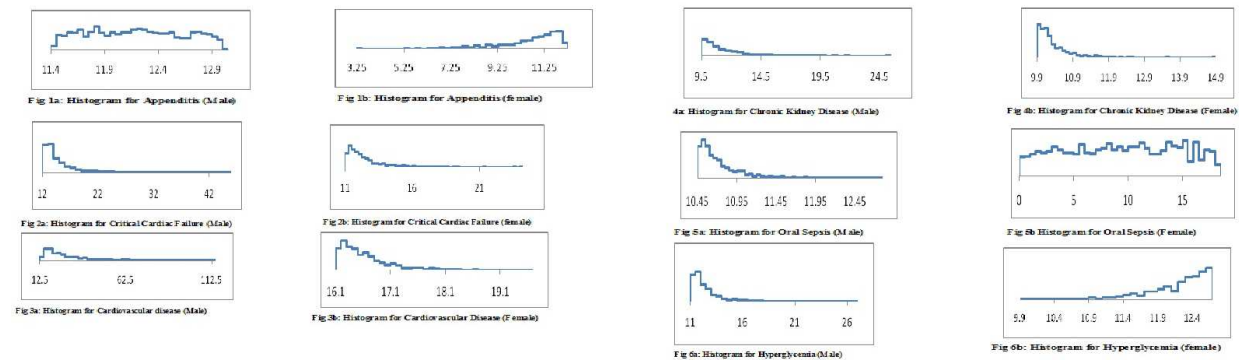 11.4 11.9 12.4 12.9
Fig 1a: Histogram for Appenditis (Male)
3.25 5.25 7.25 9.25 11.25
Fig 1b: Histogram for Appenditis (female)
9.5 14.5 19.5 24.5
4a: Histogram for Chronic Kidney Disease (Male)
9.9 10.9 11.9 12.9 13.9 14.9
Fig 4b: Histogram for Chronic Kidney Disease (Female)
12 22 32 42
Fig 2a: Histogram for Critical Cardiac Failure (Male)
11 16 21
Fig 2b: Histogram for Critical Cardiac Failure (female)
10.45 10.95 11.45 11.95 12.45
Fig 5a: Histogram for Oral Sepsis (Male)
0 5 10 15
Fig 5b Histogram for Oral Sepsis (Female)
12.5 62.5 112.5
Fig 3a: Histogram for Cardiovascular disease (Male)
16.1 17.1 18.1 19.1
Fig 3b: Histogram for Cardiovascular Disease (Female)
11 16 21 26
Fig 6a: Histogram for Hyperglycemia (Male)
9.9 10.4 10.9 11.4 11.9 12.4
Fig 6b: Histogram for Hyperglycemia (female)